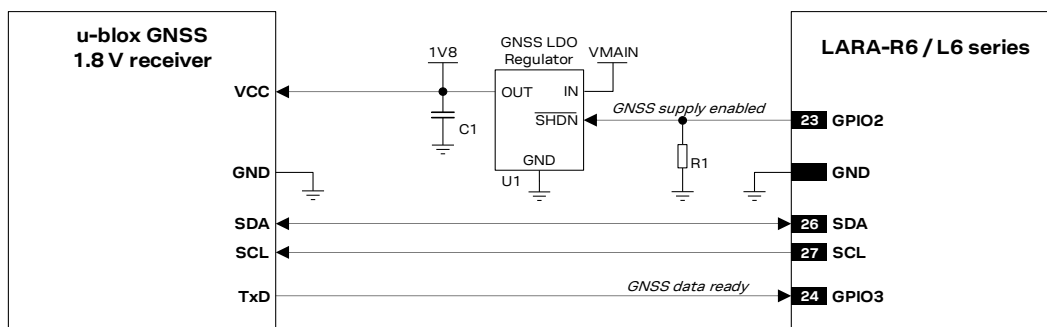 u-blox GNSS
1.8 V receiver
VCC
GND
SDA
SCL
TxD
1V8
C1
GNSS LDO
Regulator
VMAIN
OUT
IN
SHDN
GND
U1
GNSS supply enabled
R1
GNSS data ready
LARA-R6 / L6 series
23 GPIO2
GND
26 SDA
27 SCL
24 GPIO3